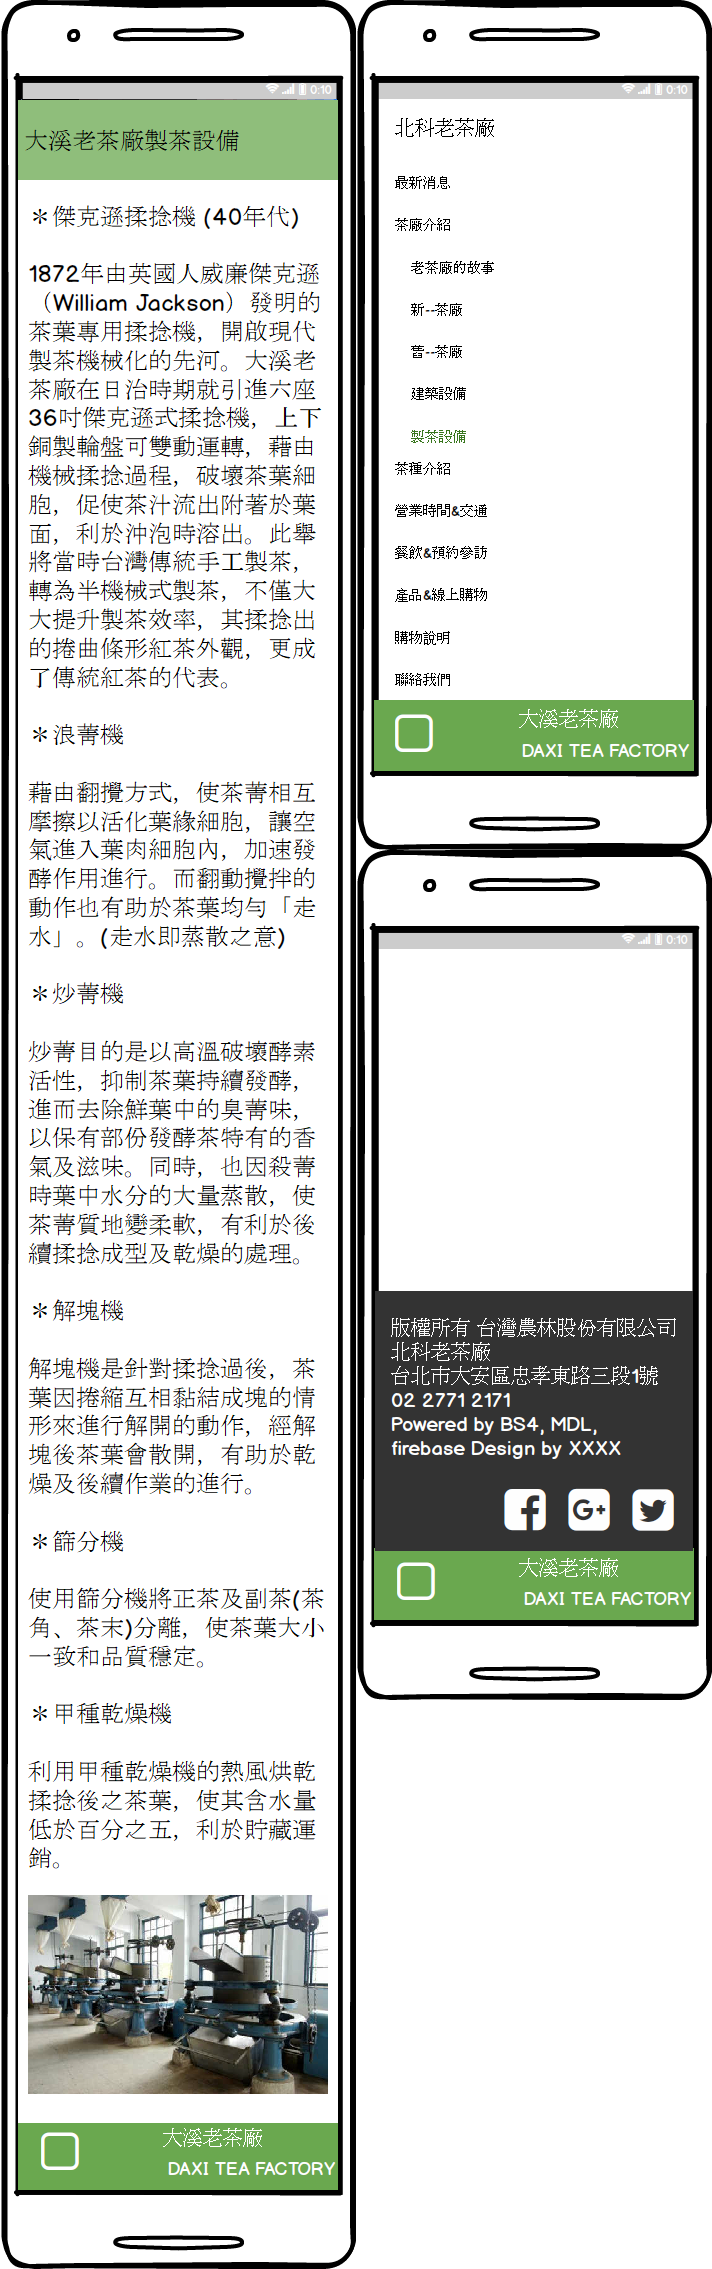 0:10
大溪老茶廠製茶設備
＊傑克遜揉捻機 (40年代)
1872年由英國人威廉傑克遜
（William Jackson）發明的
茶葉專用揉捻機，開啟現代
製茶機械化的先河。大溪老
茶廠在日治時期就引進六座
36吋傑克遜式揉捻機，上下
銅製輪盤可雙動運轉，藉由
機械揉捻過程，破壞茶葉細
胞，促使茶汁流出附著於葉
面，利於沖泡時溶出。此舉
將當時台灣傳統手工製茶，
轉為半機械式製茶，不僅大
大提升製茶效率，其揉捻出
的捲曲條形紅茶外觀，更成
了傳統紅茶的代表。
＊浪菁機
藉由翻攪方式，使茶菁相互
摩擦以活化葉緣細胞，讓空
氣進入葉肉細胞內，加速發
酵作用進行。而翻動攪拌的
動作也有助於茶葉均勻「走
水」。(走水即蒸散之意)
＊炒菁機
炒菁目的是以高溫破壞酵素
活性，抑制茶葉持續發酵，
進而去除鮮葉中的臭菁味，
以保有部份發酵茶特有的香
氣及滋味。同時，也因殺菁
時葉中水分的大量蒸散，使
茶菁質地變柔軟，有利於後
續揉捻成型及乾燥的處理。
＊解塊機
解塊機是針對揉捻過後，茶
葉因捲縮互相黏結成塊的情
形來進行解開的動作，經解
塊後茶葉會散開，有助於乾
燥及後續作業的進行。
＊篩分機
使用篩分機將正茶及副茶(茶
角、茶末)分離，使茶葉大小
一致和品質穩定。
＊甲種乾燥機
利用甲種乾燥機的熱風烘乾
揉捻後之茶葉，使其含水量
低於百分之五，利於貯藏運
銷。
大溪老茶廠
DAXI TEA FACTORY
0:10
北科老茶廠
最新消息
茶廠介紹
老茶廠的故事
新--茶廠
舊--茶廠
建築設備
製茶設備
茶種介紹
營業時間&交通
餐飲&預約參訪
產品&線上購物
購物說明
聯絡我們
大溪老茶廠
DAXI TEA FACTORY
0:10
版權所有 台灣農林股份有限公司
北科老茶廠
台北市大安區忠孝東路三段1號
02 2771 2171
Powered by BS4, MDL,
firebase Design by XXXX
大溪老茶廠
DAXI TEA FACTORY